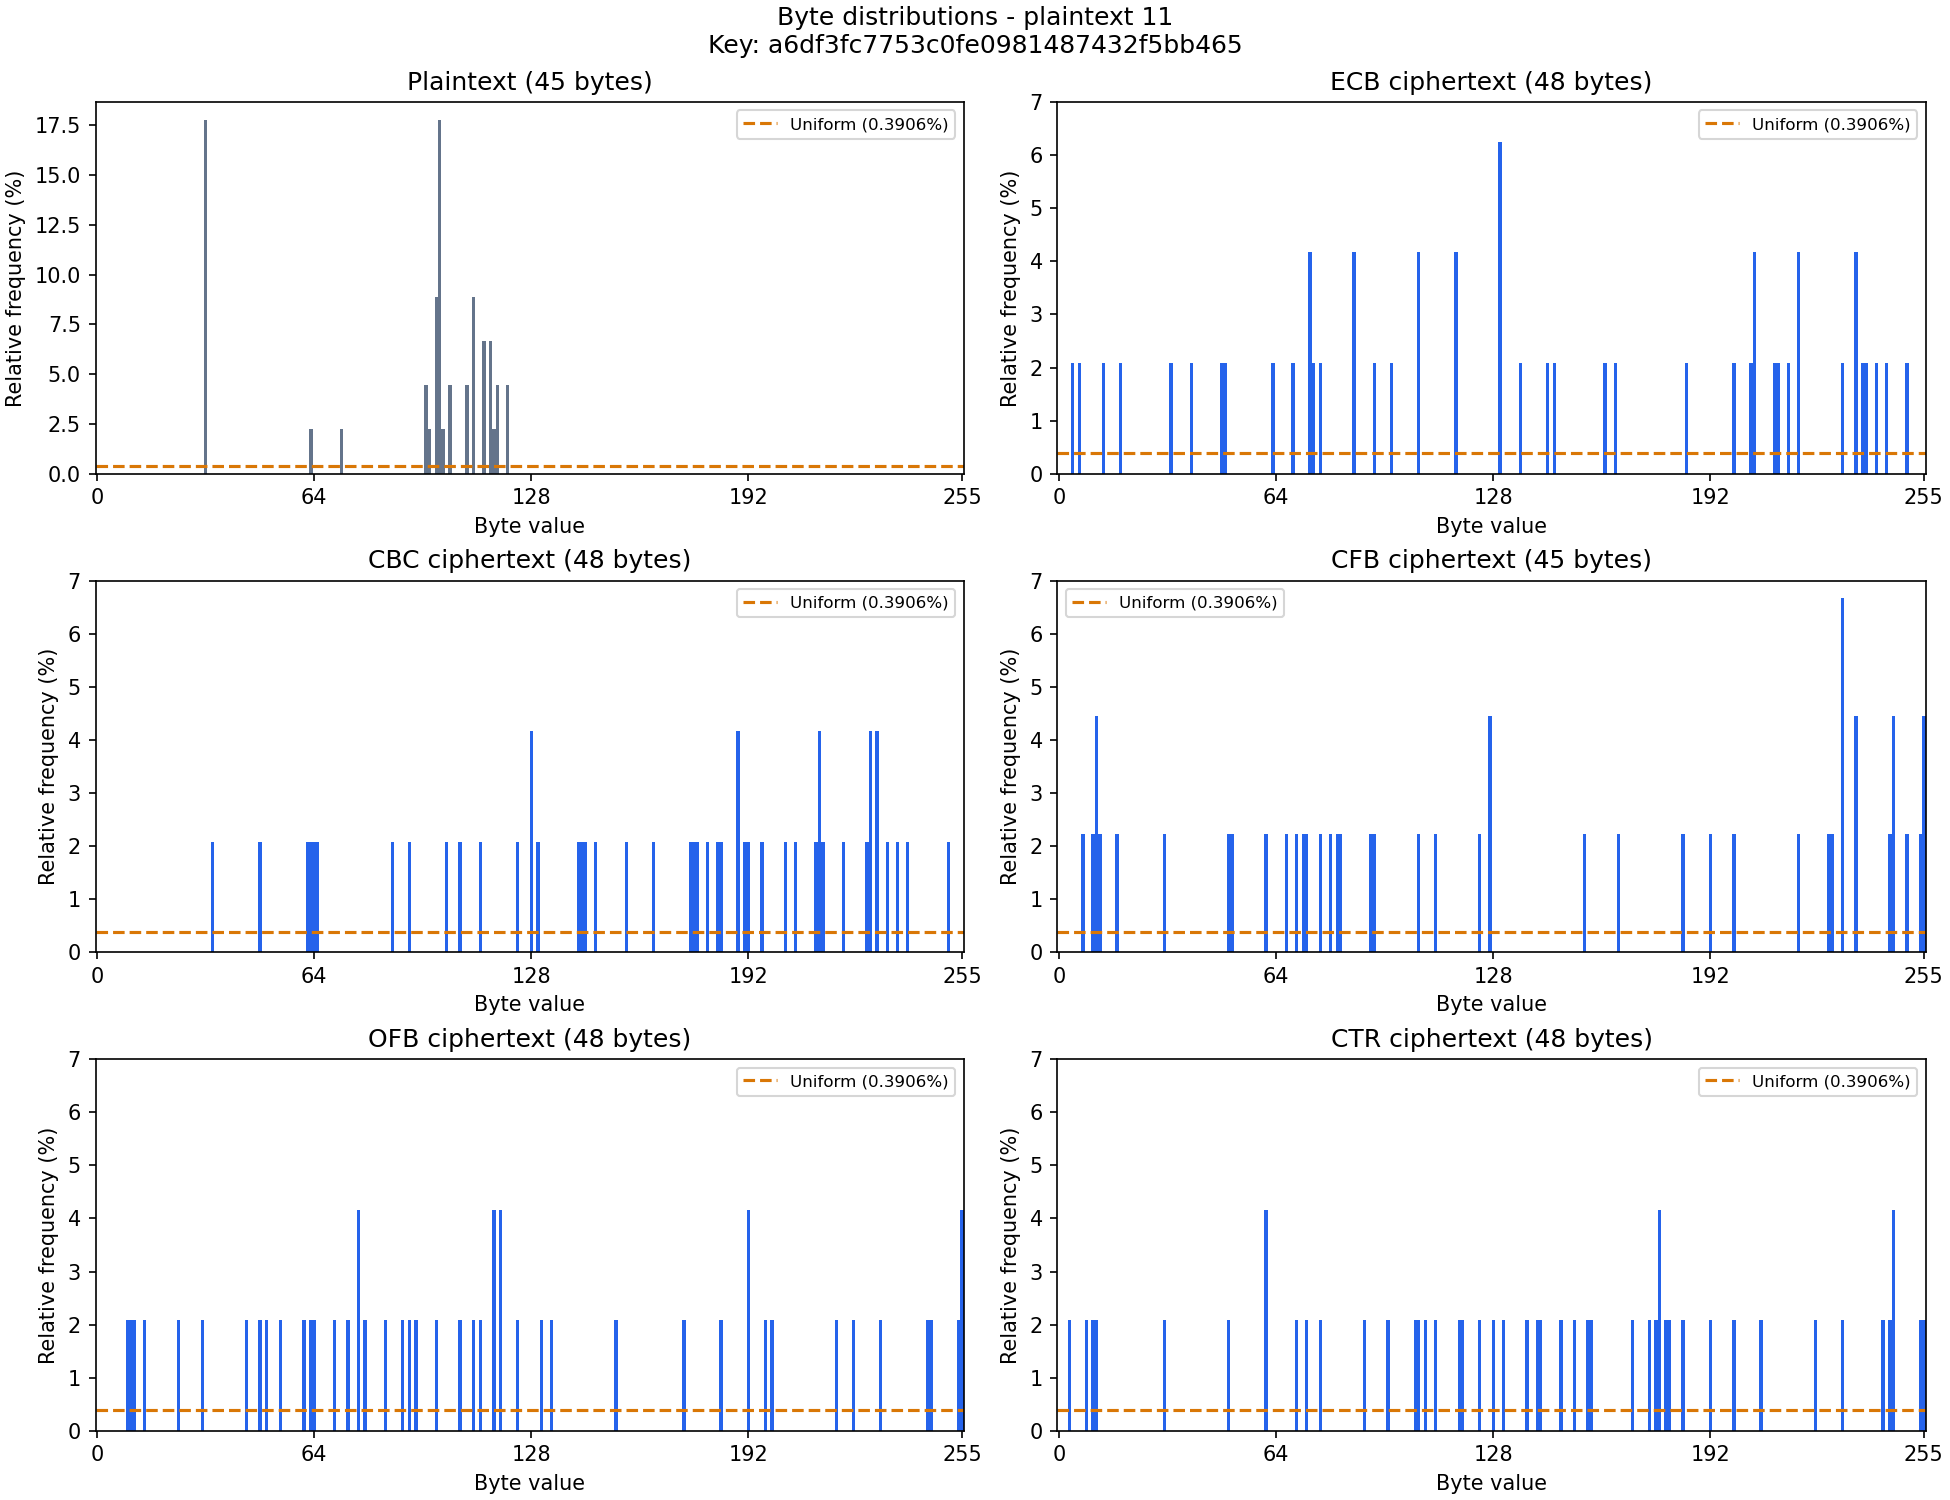 Byte distributions - plaintext 11
Key: a6df3fc7753c0fe0981487432f5bb465
Plaintext (45 bytes)
Relative frequency (%)
17.5
15.0
12.5
10.0
7.5
5.0
2.5
0.0
Uniform (0.3906%)
0 64 128 192 255
Byte value
ECB ciphertext (48 bytes)
Relative frequency (%)
7
6
5
4
3
2
1
0
Uniform (0.3906%)
0 64 128 192 255
Byte value
CBC ciphertext (48 bytes)
Relative frequency (%)
7
6
5
4
3
2
1
0
Uniform (0.3906%)
0 64 128 192 255
Byte value
CFB ciphertext (45 bytes)
Relative frequency (%)
7
6
5
4
3
2
1
0
Uniform (0.3906%)
0 64 128 192 255
Byte value
OFB ciphertext (48 bytes)
Relative frequency (%)
7
6
5
4
3
2
1
0
Uniform (0.3906%)
0 64 128 192 255
Byte value
CTR ciphertext (48 bytes)
Relative frequency (%)
7
6
5
4
3
2
1
0
Uniform (0.3906%)
0 64 128 192 255
Byte value